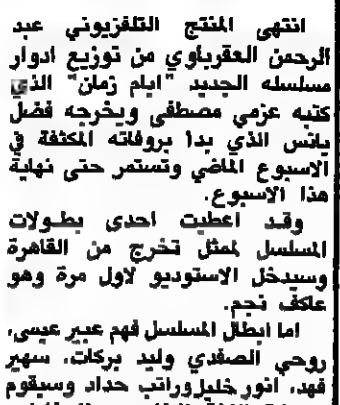 انتهى المنتج التلفزيوني عبد
الرحمن العقرباوي من توزيع ادوار
مسلسله الجديد "ايام زمان" الذي
كتبه عزمي مصطفى ويخرجه فضل
يانس الذي بدأ بروفاته المكثفة في
الاسبوع الماضي وتستمر حتى نهاية
هذا الاسبوع.
وقد اعطيت احدى بطولات
المسلسل لممثل تخرج من القاهرة
وسيدخل الاستوديو لاول مرة وهو
عاكف نجم.
اما ابطال المسلسل فهم عبير عيسى،
روحي الصفدي وليد بركات، سهير
فهد، انور خليل وراتب حداد وسيقوم